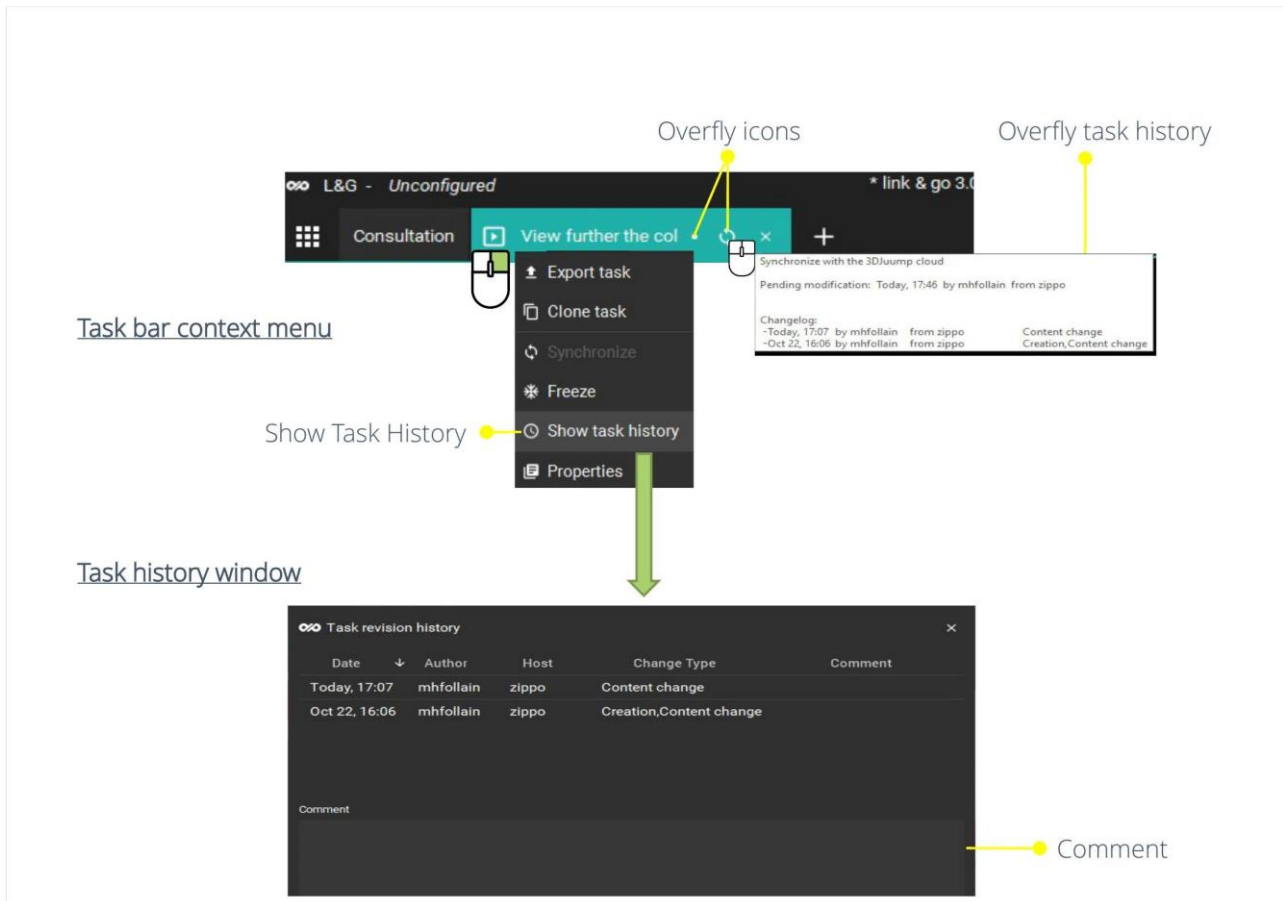 Overfly icons
Overfly task history
L&G - Unconfigured
* link & go 3.0
Consultation
View further the col
Synchronize with the 3DJuump cloud
Pending modification: Today, 17:46 by mhfollain from zippo
Changelog:
-Today, 17:07 by mhfollain from zippo Content change
-Oct 22, 16:06 by mhfollain from zippo Creation,Content change
Export task
Clone task
Task bar context menu
Synchronize
Freeze
Show Task History
Show task history
Properties
Task history window
Task revision history
Date Author Host Change Type Comment
Today, 17:07 mhfollain zippo Content change
Oct 22, 16:06 mhfollain zippo Creation,Content change
Comment
Comment